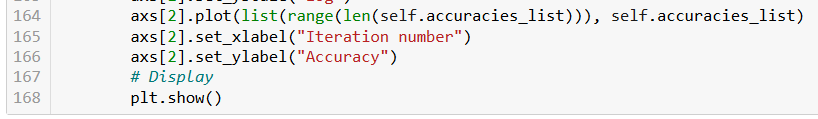 164 axs[2].plot(list(range(len(self.accuracies_list))), self.accuracies_list)
165 axs[2].set_xlabel("Iteration number")
166 axs[2].set_ylabel("Accuracy")
167 # Display
168 plt.show()